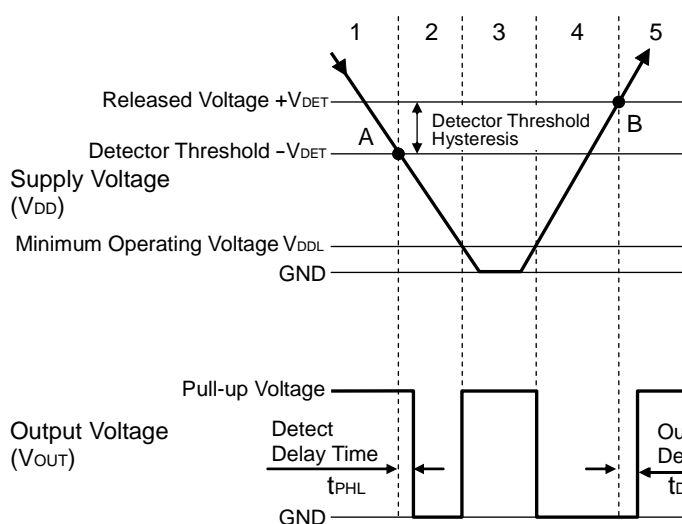 1 2 3 4 5
Released Voltage +VDET
A
B
Detector Threshold
Hysteresis
Detector Threshold −VDET
Supply Voltage
(VDD)
Minimum Operating Voltage VDDL
GND
Pull-up Voltage
Output Voltage
(VOUT)
Detect
Delay Time
tPHL
GND